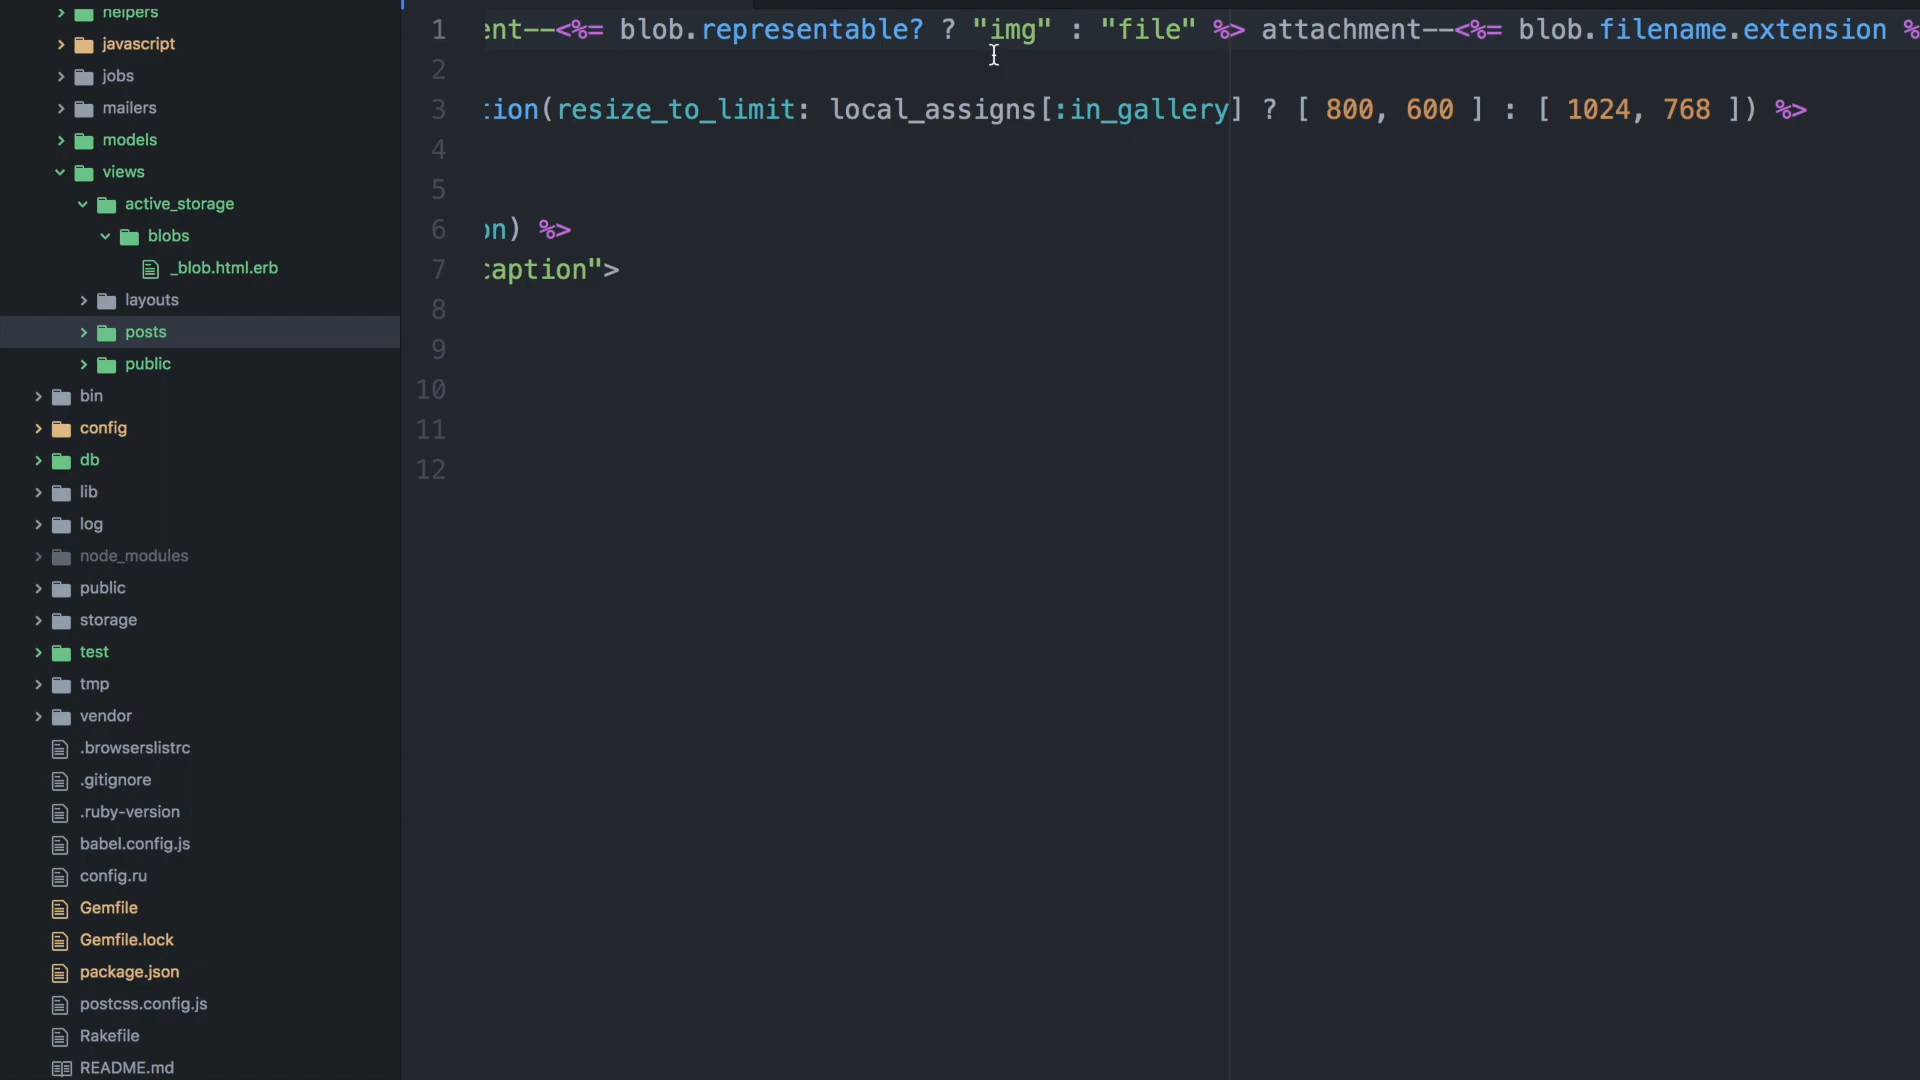 helpers
javascript
jobs
mailers
models
views
active_storage
blobs
_blob.html.erb
layouts
posts
public
bin
config
db
lib
log
node_modules
public
storage
test
tmp
vendor
.browserslistrc
.gitignore
.ruby-version
babel.config.js
config.ru
Gemfile
Gemfile.lock
package.json
postcss.config.js
Rakefile
README.md
1 ent--<%= blob.representable? ? "img" : "file" %> attachment--<%= blob.filename.extension %
2
3 tion(resize_to_limit: local_assigns[:in_gallery] ? [ 800, 600 ] : [ 1024, 768 ]) %>
4
5
6 on) %>
7 caption">
8
9
10
11
12